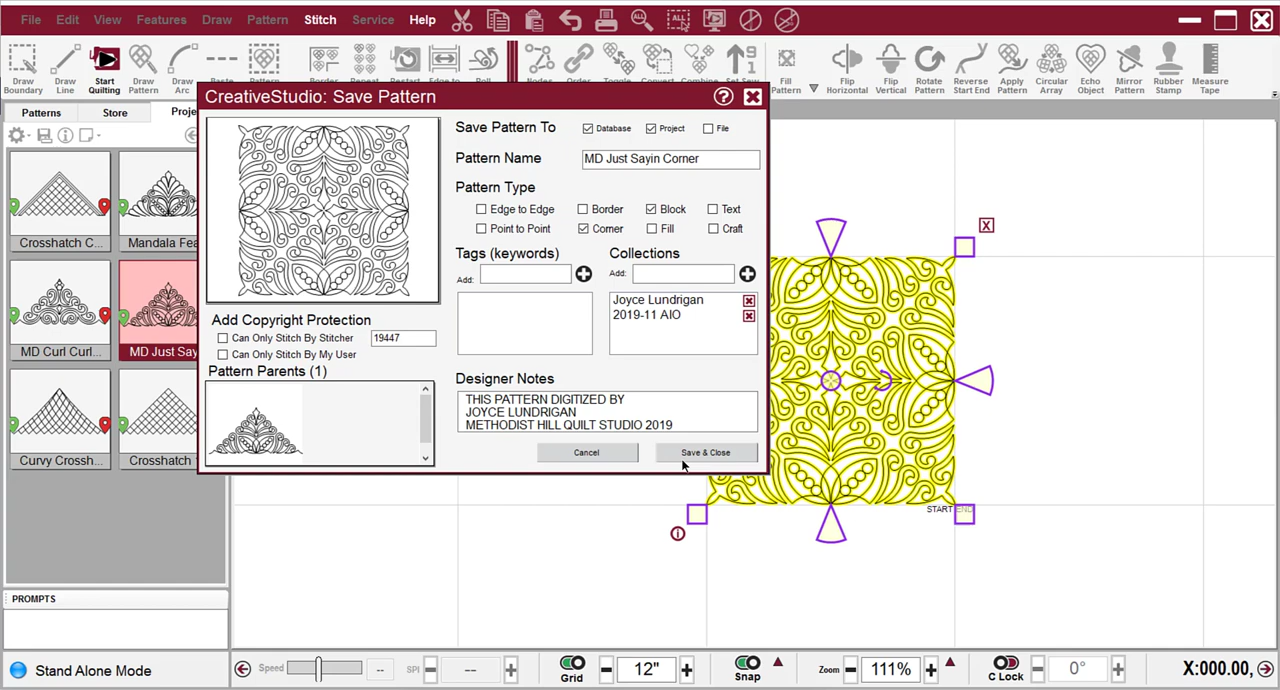 File Edit View Features Draw Pattern Stitch Service Help
Draw Boundary
Draw Line
Start Quilting
Draw Pattern
Draw Arc
Fill Pattern
Flip Horizontal
Flip Vertical
Rotate Pattern
Reverse Start End
Apply Pattern
Circular Array
Echo Object
Mirror Pattern
Rubber Stamp
Measure Tape
Patterns Store Proje
CreativeStudio: Save Pattern
Save Pattern To Database Project File
Pattern Name MD Just Sayin Corner
Pattern Type
Edge to Edge Border Block Text
Point to Point Corner Fill Craft
Tags (keywords) Collections
Add: Add:
Joyce Lundrigan
2019-11 AIO
Add Copyright Protection
Can Only Stitch By Stitcher 19447
Can Only Stitch By My User
Pattern Parents (1)
Designer Notes
THIS PATTERN DIGITIZED BY
JOYCE LUNDRIGAN
METHODIST HILL QUILT STUDIO 2019
Cancel Save & Close
Crosshatch C... Mandala Fea
MD Curl Curl... MD Just Say
Curvy Crossh... Crosshatch
START END
PROMPTS
Stand Alone Mode
Speed -- SPI -- Grid 12" Snap Zoom 111% C Lock 0° X:000.00,